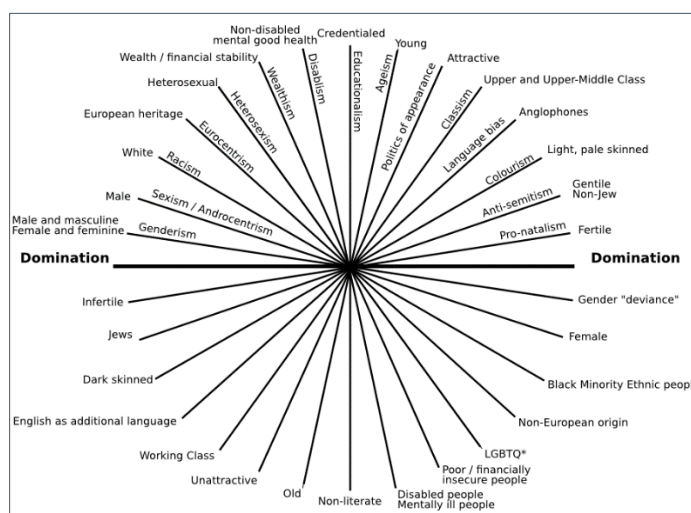 Non-disabled
mental good health
Credentialed
Young
Wealth / financial stability
Attractive
Heterosexual
Upper and Upper-Middle Class
European heritage
Anglophones
White
Light, pale skinned
Male
Gentile
Non-Jew
Male and masculine
Female and feminine
Fertile
Genderism
Sexism / Androcentrism
Racism
Eurocentrism
Heterosexism
Wealthism
Disablism
Educationalism
Ageism
Politics of appearance
Classism
Language bias
Colourism
Anti-semitism
Pro-natalism
Domination
Domination
Infertile
Gender "deviance"
Jews
Female
Dark skinned
Black Minority Ethnic peopl
English as additional language
Non-European origin
Working Class
LGBTQ*
Unattractive
Poor / financially
insecure people
Old
Non-literate
Disabled people
Mentally ill people